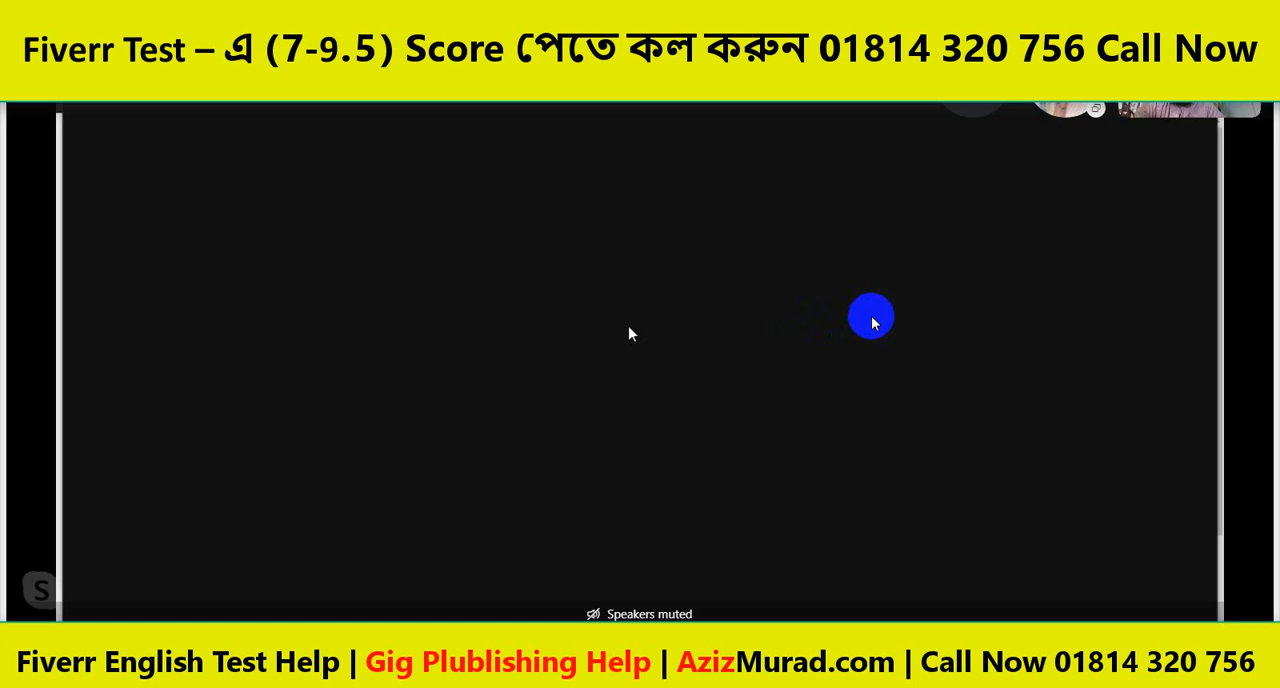 Fiverr Test – এ (7-9.5) Score পেতে কল করুন 01814 320 756 Call Now
S
Speakers muted
Fiverr English Test Help | Gig Plublishing Help | AzizMurad.com | Call Now 01814 320 756